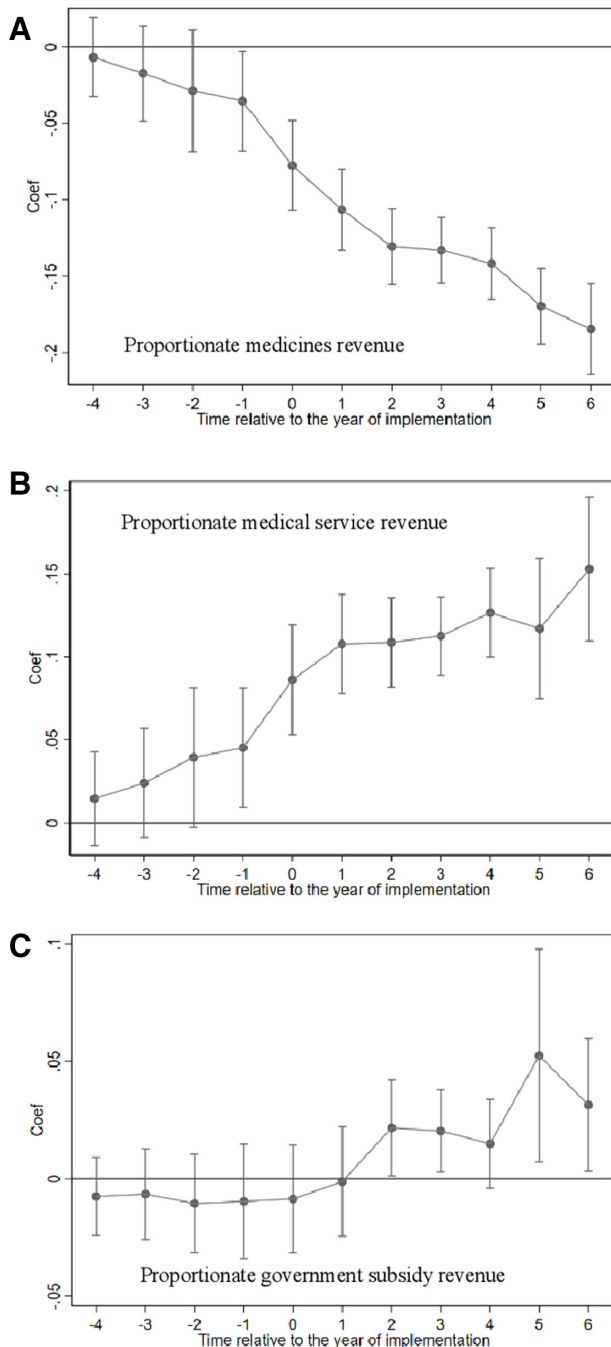 A
0
-.05
-.1
-.15
-.2
Coef
Proportionate medicines revenue
-4 -3 -2 -1 0 1 2 3 4 5 6
Time relative to the year of implementation
B
.2
.15
.1
.05
0
Coef
Proportionate medical service revenue
-4 -3 -2 -1 0 1 2 3 4 5 6
Time relative to the year of implementation
C
.1
.05
0
-.05
Coef
Proportionate government subsidy revenue
-4 -3 -2 -1 0 1 2 3 4 5 6
Time relative to the year of implementation